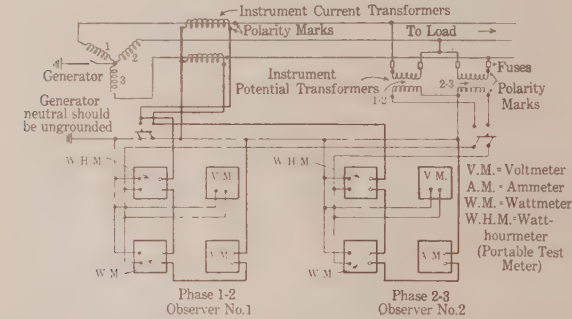 Instrument Current Transformers
Polarity Marks
To Load
1
2
3
Generator
Instrument
Potential Transformers
1-2
2-3
Fuses
Polarity
Marks
Generator
neutral should
be ungrounded
W.H.M.
V.M.
W.H.M.
V.M.
V.M. = Voltmeter
A.M. = Ammeter
W.M. = Wattmeter
W.H.M. = Watt-
hourmeter
(Portable Test
Meter)
W.M.
V.M.
W.M.
V.M.
Phase 1-2
Observer No.1
Phase 2-3
Observer No.2